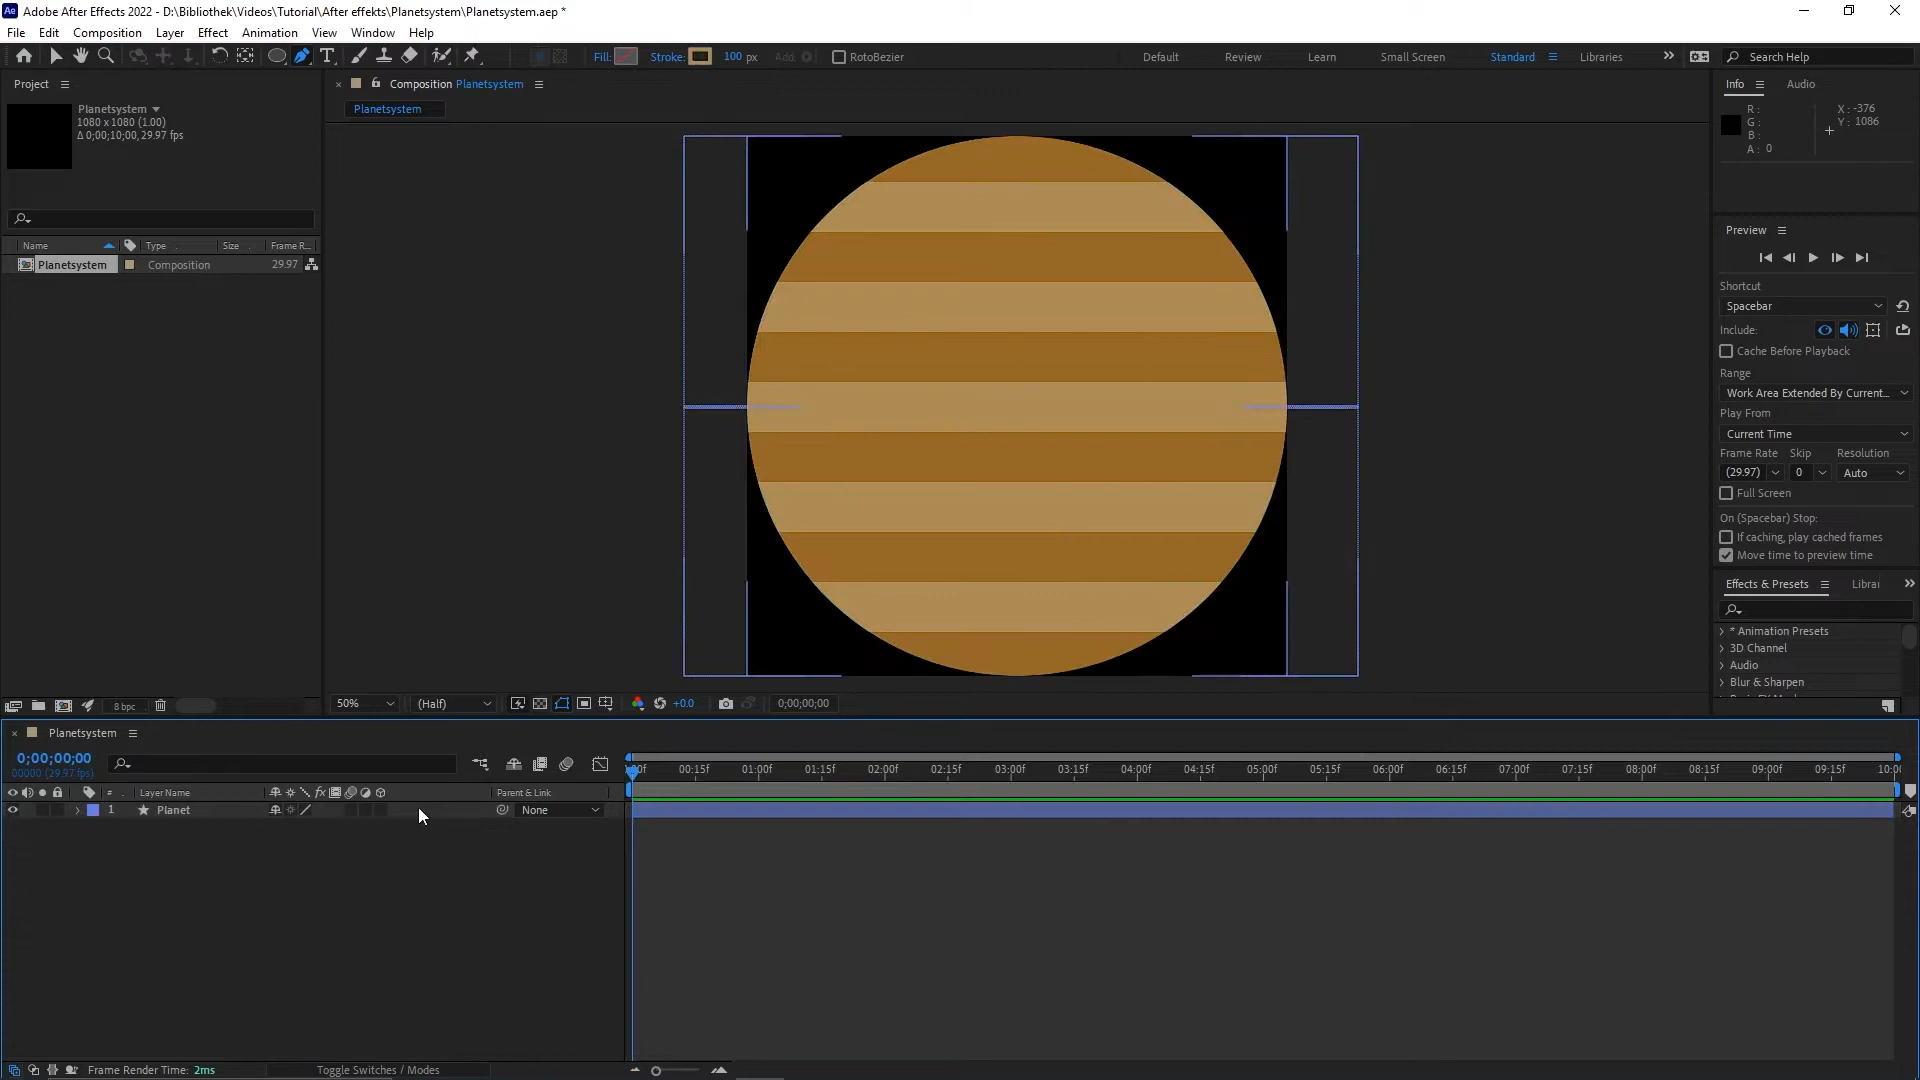 Adobe After Effects 2022 - D:\Bibliothek\Videos\Tutorial\After effekts\Planetsystem\Planetsystem.aep *
File Edit Composition Layer Effect Animation View Window Help
Fill: Stroke: 100 px Add: RotoBezier Default Review Learn Small Screen Standard Libraries Search Help
Project
Planetsystem
1080 x 1080 (1.00)
Δ 0;00;10;00, 29.97 fps
Name Type Size Frame R...
Planetsystem Composition 29.97
8 bpc
Composition Planetsystem
Planetsystem
50% (Half) +0.0 0;00;00;00
Info Audio
R: X: -376
G: Y: 1086
B:
A: 0
Preview
Shortcut
Spacebar
Include:
Cache Before Playback
Range
Work Area Extended By Current...
Play From
Current Time
Frame Rate Skip Resolution
(29.97) 0 Auto
Full Screen
On (Spacebar) Stop:
If caching, play cached frames
Move time to preview time
Effects & Presets Librar
* Animation Presets
3D Channel
Audio
Blur & Sharpen
Planetsystem
0;00;00;00
00000 (29.97 fps)
00:15f 01:00f 01:15f 02:00f 02:15f 03:00f 03:15f 04:00f 04:15f 05:00f 05:15f 06:00f 06:15f 07:00f 07:15f 08:00f 08:15f 09:00f 09:15f 10:0
# Layer Name fx Parent & Link
1 Planet None
Frame Render Time: 2ms Toggle Switches / Modes